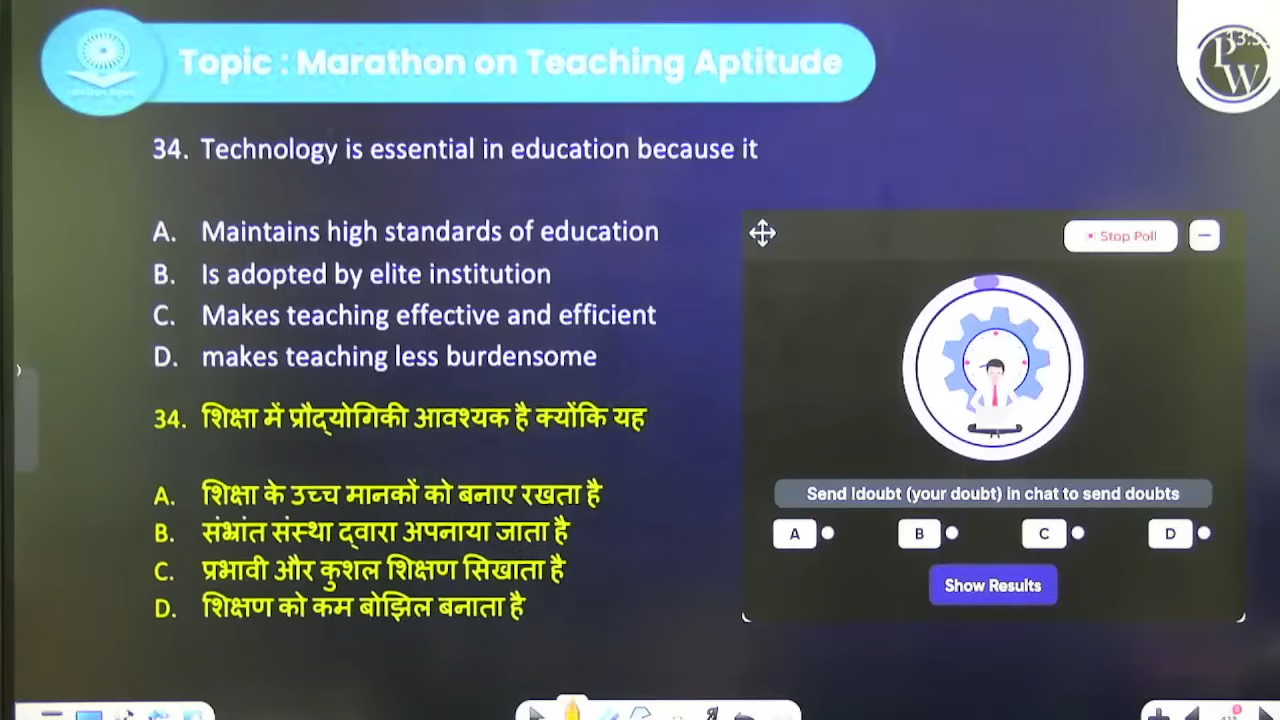 Topic : Marathon on Teaching Aptitude
PW
34. Technology is essential in education because it
A. Maintains high standards of education
B. Is adopted by elite institution
C. Makes teaching effective and efficient
D. makes teaching less burdensome
34. शिक्षा में प्रौद्योगिकी आवश्यक है क्योंकि यह
A. शिक्षा के उच्च मानकों को बनाए रखता है
B. संभ्रांत संस्था द्वारा अपनाया जाता है
C. प्रभावी और कुशल शिक्षण सिखाता है
D. शिक्षण को कम बोझिल बनाता है
Stop Poll
Send !doubt (your doubt) in chat to send doubts
A B C D
Show Results